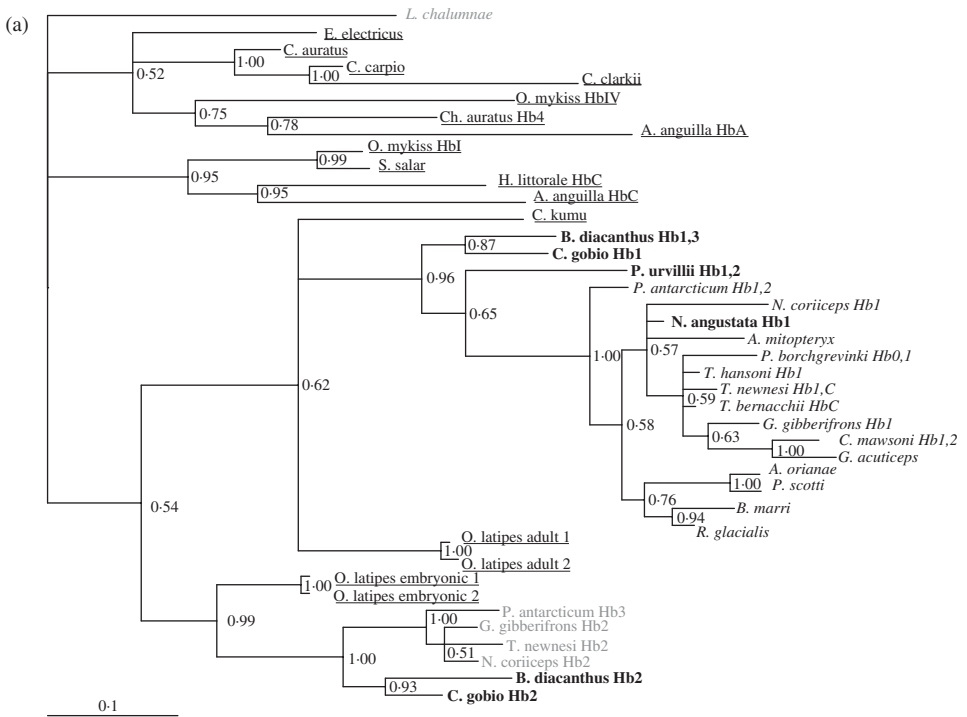 (a)
L. chalumnae
E. electricus
C. auratus
1·00
C. carpio
0·52
1·00
C. clarkii
O. mykiss HbIV
0·75
Ch. auratus Hb4
0·78
A. anguilla HbA
O. mykiss HbI
0·99
S. salar
0·95
H. littorale HbC
0·95
A. anguilla HbC
C. kumu
B. diacanthus Hb1,3
0·87
C. gobio Hb1
0·96
P. urvillii Hb1,2
P. antarcticum Hb1,2
N. coriiceps Hb1
0·65
N. angustata Hb1
A. mitopteryx
1·00
0·57
P. borchgrevinki Hb0,1
T. hansoni Hb1
0·62
T. newnesi Hb1,C
0·59
T. bernacchii HbC
0·58
G. gibberifrons Hb1
0·63
C. mawsoni Hb1,2
1·00
G. acuticeps
A. orianae
1·00
P. scotti
0·76
B. marri
0·54
0·94
R. glacialis
O. latipes adult 1
1·00
O. latipes adult 2
O. latipes embryonic 1
1·00
O. latipes embryonic 2
0·99
P. antarcticum Hb3
1·00
G. gibberifrons Hb2
T. newnesi Hb2
0·51
1·00
N. coriiceps Hb2
B. diacanthus Hb2
0·93
C. gobio Hb2
0·1